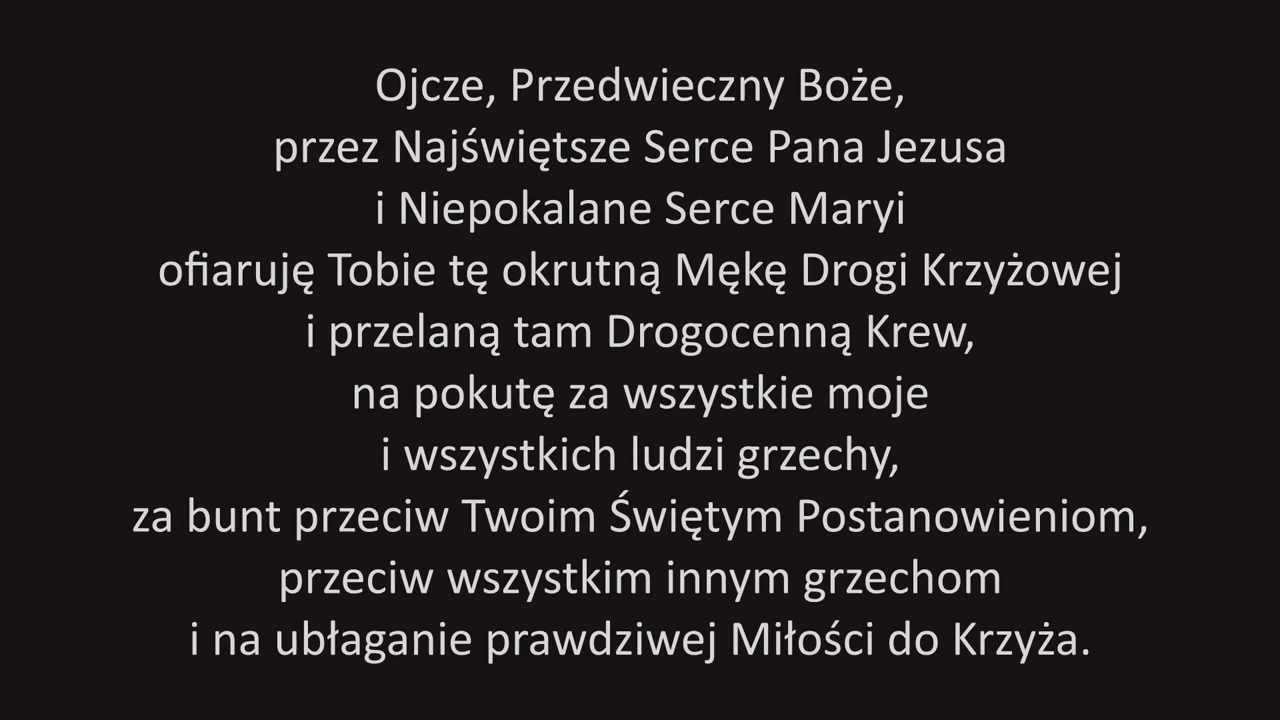 Ojcze, Przedwieczny Boże,
przez Najświętsze Serce Pana Jezusa
i Niepokalane Serce Maryi
ofiaruję Tobie tę okrutną Mękę Drogi Krzyżowej
i przelaną tam Drogocenną Krew,
na pokutę za wszystkie moje
i wszystkich ludzi grzechy,
za bunt przeciw Twoim Świętym Postanowieniom,
przeciw wszystkim innym grzechom
i na ubłaganie prawdziwej Miłości do Krzyża.